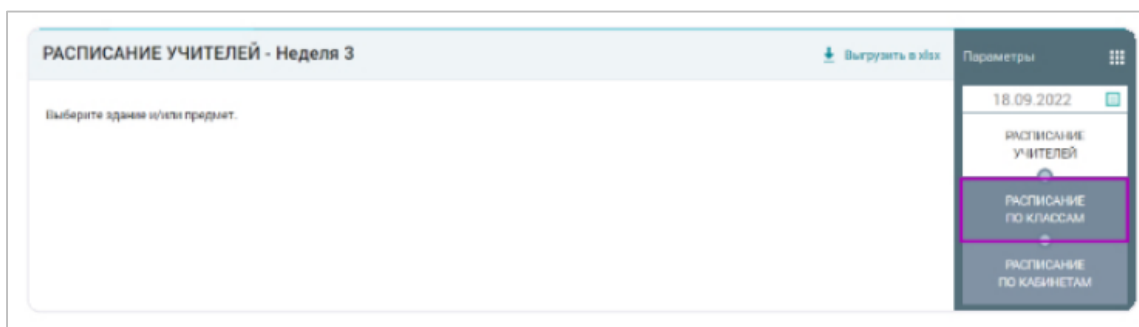 РАСПИСАНИЕ УЧИТЕЛЕЙ - Неделя 3
Выгрузить в xlsx
Выберите здание и/или предмет.
Параметры
18.09.2022
РАСПИСАНИЕ
УЧИТЕЛЕЙ
РАСПИСАНИЕ
ПО КЛАССАМ
РАСПИСАНИЕ
ПО КАБИНЕТАМ